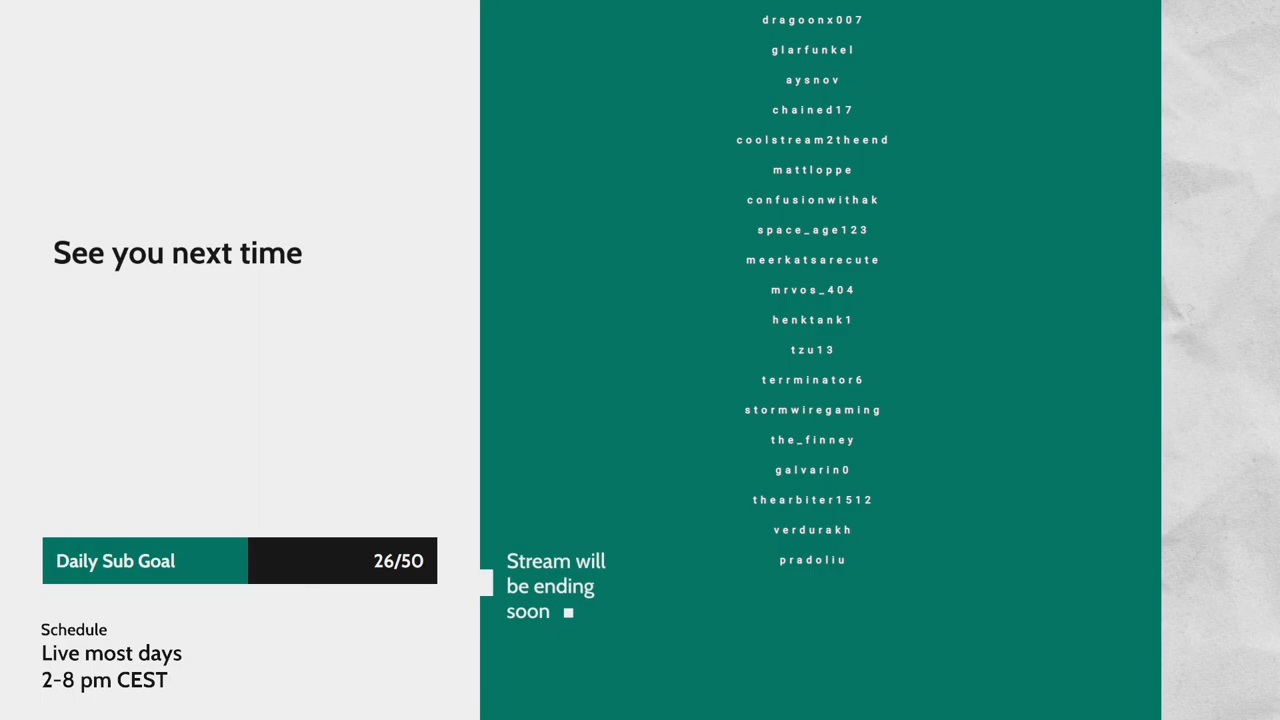 See you next time
Daily Sub Goal 26/50
Schedule
Live most days
2-8 pm CEST
dragoonx007
glarfunkel
aysnov
chained17
coolstream2theend
mattloppe
confusionwithak
space_age123
meerkatsarecute
mrvos_404
henktank1
tzu13
terrminator6
stormwiregaming
the_finney
galvarin0
thearbiter1512
verdurakh
pradoliu
Stream will
be ending
soon